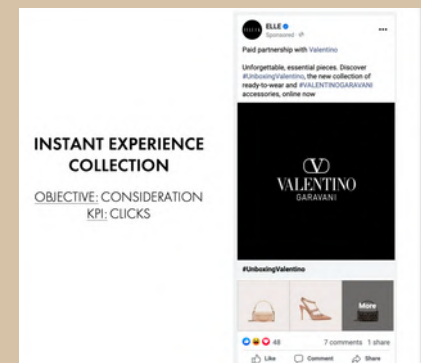 INSTANT EXPERIENCE
COLLECTION
OBJECTIVE: CONSIDERATION
KPI: CLICKS
ELLE
Sponsored
Paid partnership with Valentino
Unforgettable, essential pieces. Discover
#UnboxingValentino, the new collection of
ready-to-wear and #VALENTINOGARAVANI
accessories, online now
VALENTINO
GARAVANI
#UnboxingValentino
More
48
7 comments 1 share
Like Comment Share